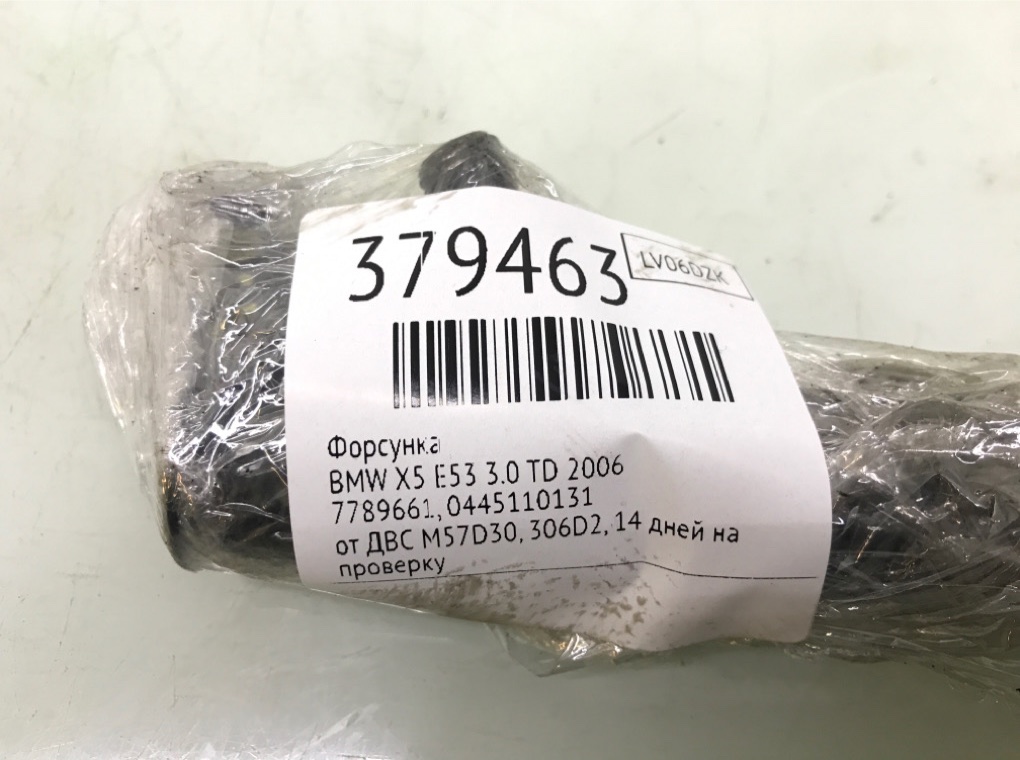 379463
LV06D2K
Форсунка
BMW X5 E53 3.0 TD 2006
7789661, 0445110131
от ДВС M57D30, 306D2, 14 дней на
проверку